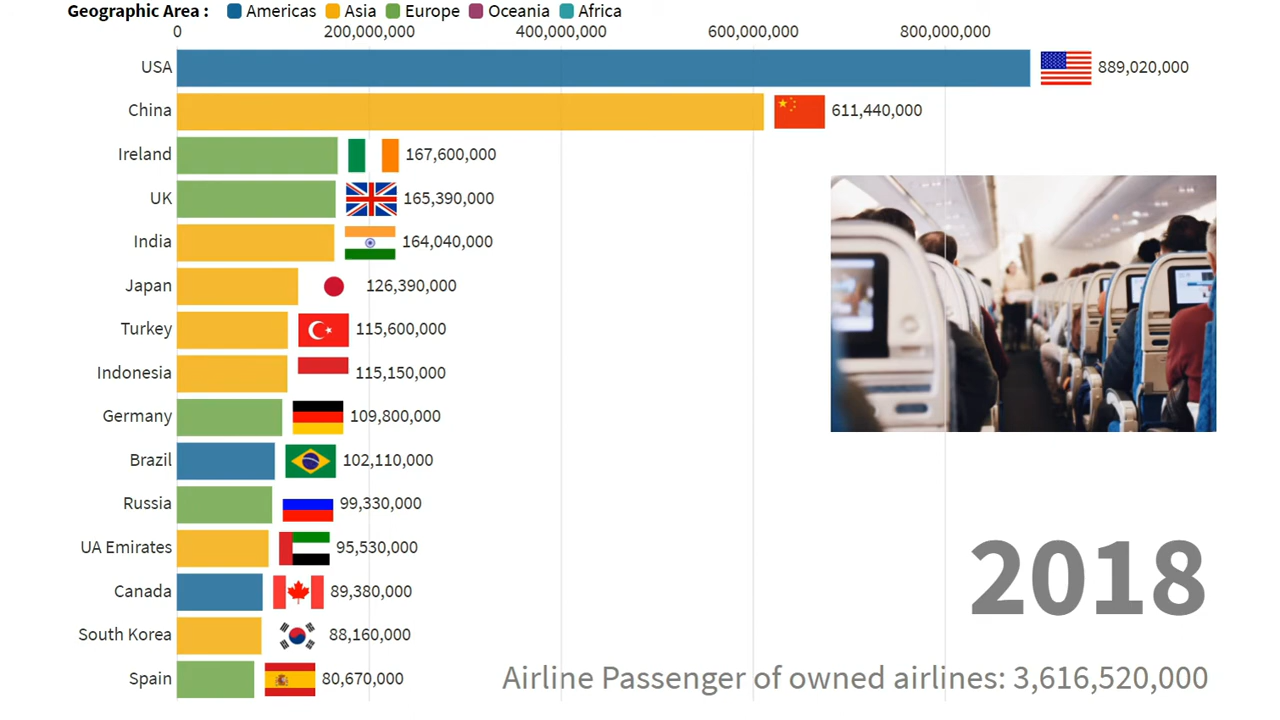 Geographic Area : Americas Asia Europe Oceania Africa
0 200,000,000 400,000,000 600,000,000 800,000,000
USA 889,020,000
China 611,440,000
Ireland 167,600,000
UK 165,390,000
India 164,040,000
Japan 126,390,000
Turkey 115,600,000
Indonesia 115,150,000
Germany 109,800,000
Brazil 102,110,000
Russia 99,330,000
UA Emirates 95,530,000
Canada 89,380,000
South Korea 88,160,000
Spain 80,670,000
2018
Airline Passenger of owned airlines: 3,616,520,000